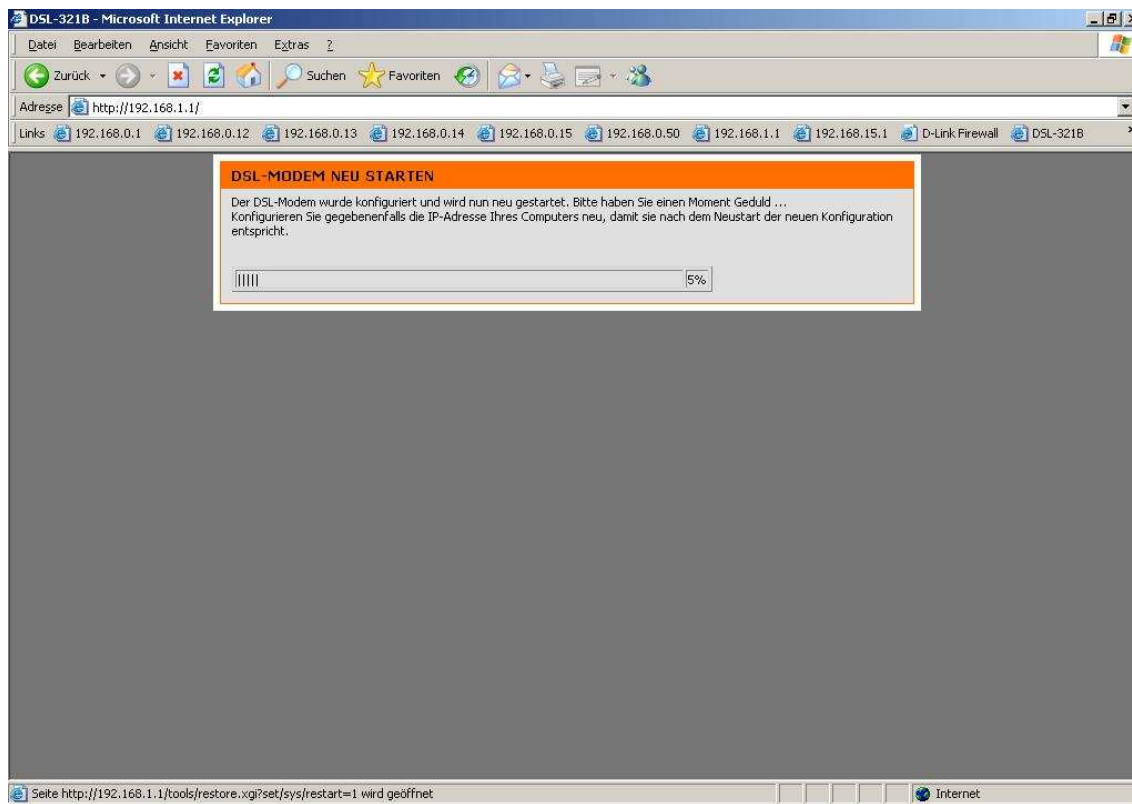 DSL-321B - Microsoft Internet Explorer
Datei Bearbeiten Ansicht Favoriten Extras ?
Zurück Suchen Favoriten
Adresse http://192.168.1.1/
Links 192.168.0.1 192.168.0.12 192.168.0.13 192.168.0.14 192.168.0.15 192.168.0.50 192.168.1.1 192.168.15.1 D-Link Firewall DSL-321B
DSL-MODEM NEU STARTEN
Der DSL-Modem wurde konfiguriert und wird nun neu gestartet. Bitte haben Sie einen Moment Geduld ...
Konfigurieren Sie gegebenenfalls die IP-Adresse Ihres Computers neu, damit sie nach dem Neustart der neuen Konfiguration
entspricht.
5%
Seite http://192.168.1.1/tools/restore.xgi?set/sys/restart=1 wird geöffnet Internet